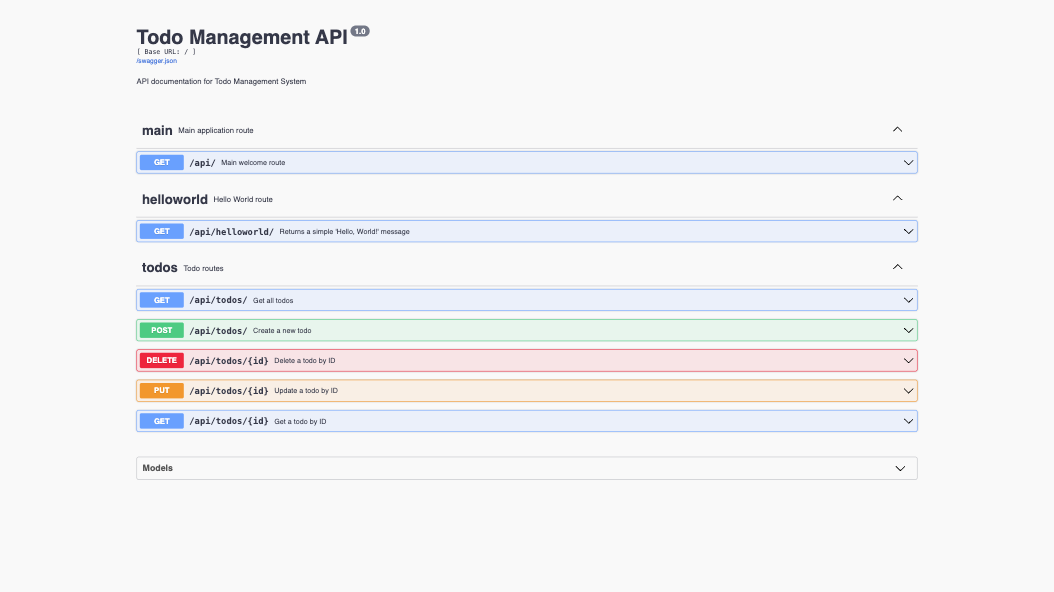 Todo Management API 1.0
[ Base URL: / ]
/swagger.json
API documentation for Todo Management System
main Main application route
GET /api/ Main welcome route
helloworld Hello World route
GET /api/helloworld/ Returns a simple 'Hello, World!' message
todos Todo routes
GET /api/todos/ Get all todos
POST /api/todos/ Create a new todo
DELETE /api/todos/{id} Delete a todo by ID
PUT /api/todos/{id} Update a todo by ID
GET /api/todos/{id} Get a todo by ID
Models